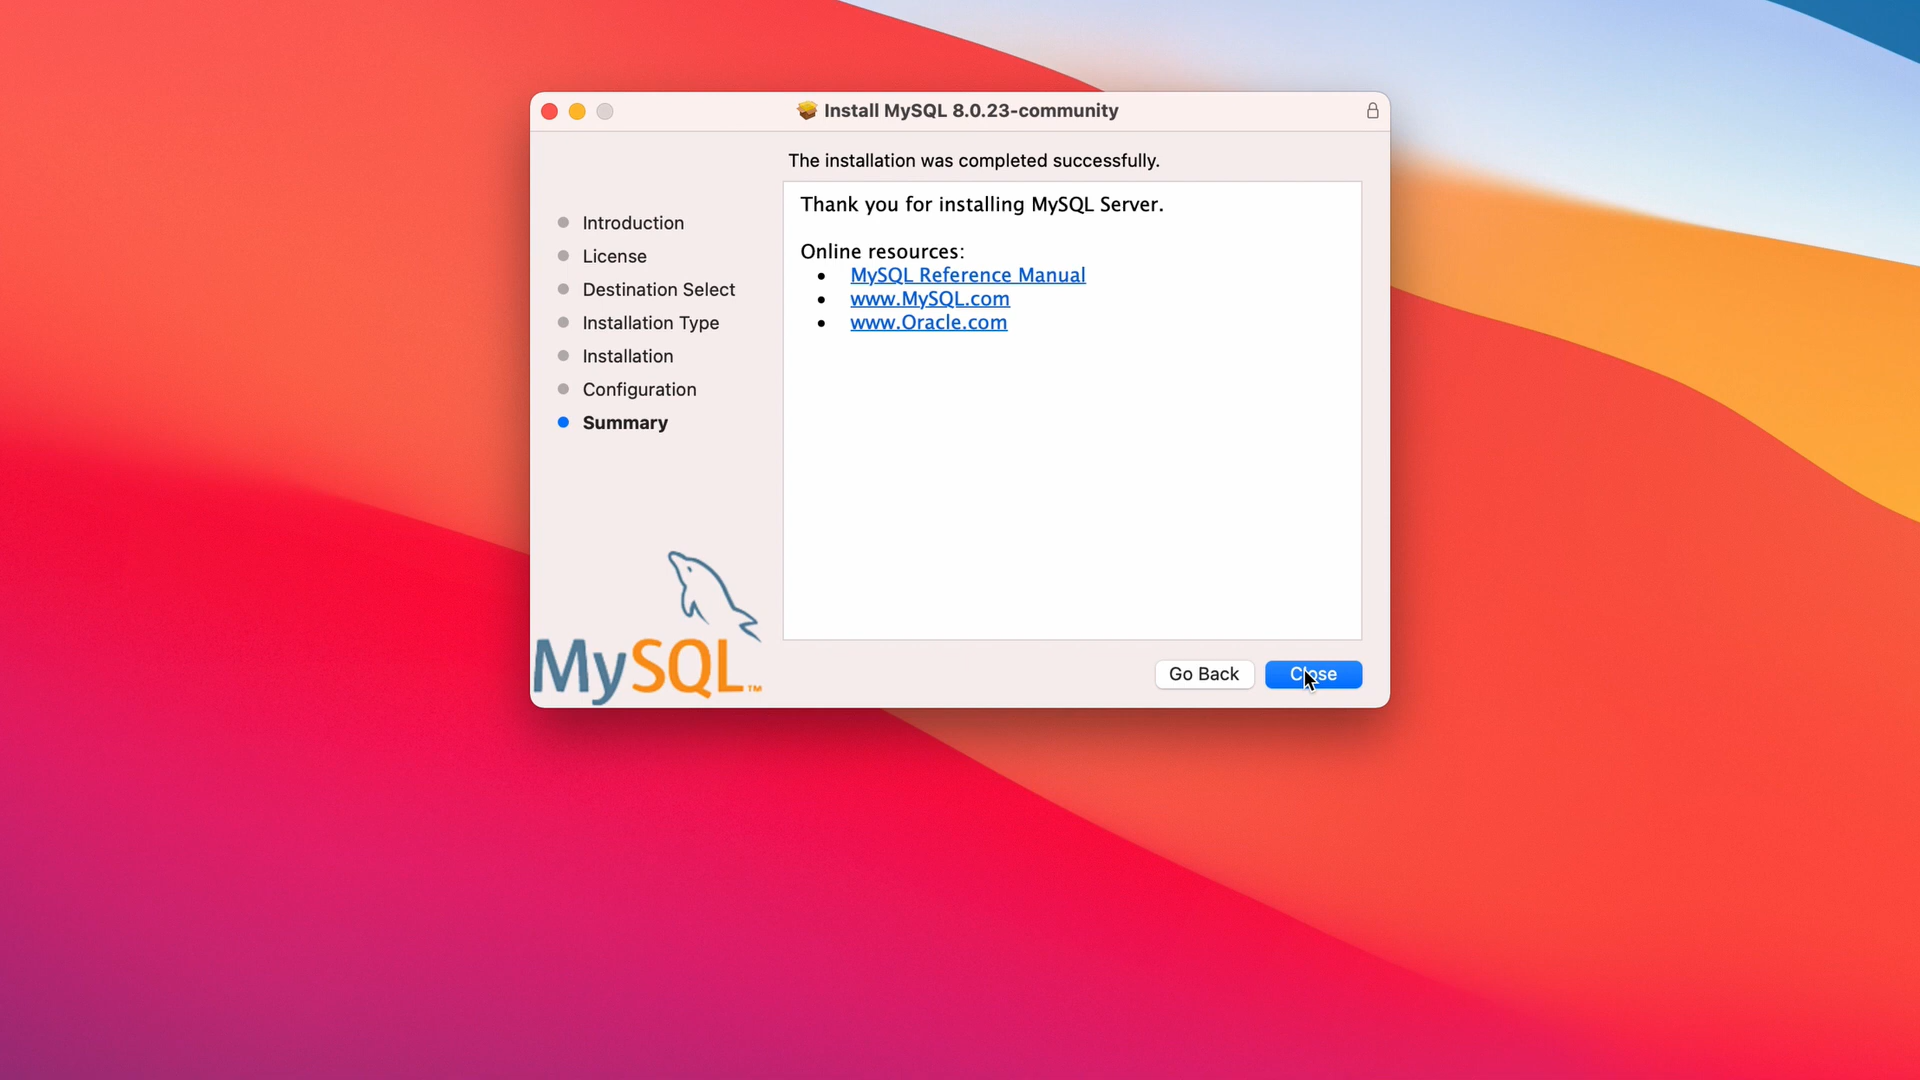 Install MySQL 8.0.23-community
The installation was completed successfully.
Introduction
License
Destination Select
Installation Type
Installation
Configuration
Summary
Thank you for installing MySQL Server.
Online resources:
• MySQL Reference Manual
• www.MySQL.com
• www.Oracle.com
MySQL™
Go Back
Close